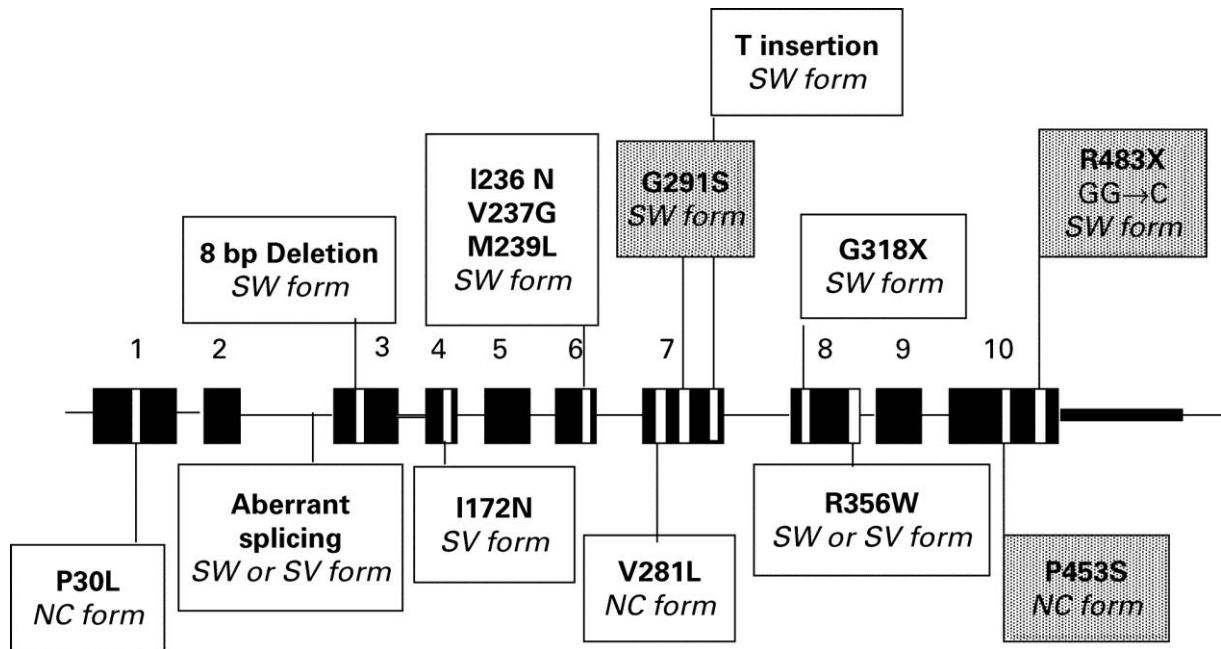 T insertion
SW form
I236 N
V237G
M239L
SW form
G291S
SW form
R483X
GG→C
SW form
8 bp Deletion
SW form
G318X
SW form
1
2
3
4
5
6
7
8
9
10
Aberrant
splicing
SW or SV form
I172N
SV form
R356W
SW or SV form
P30L
NC form
V281L
NC form
P453S
NC form